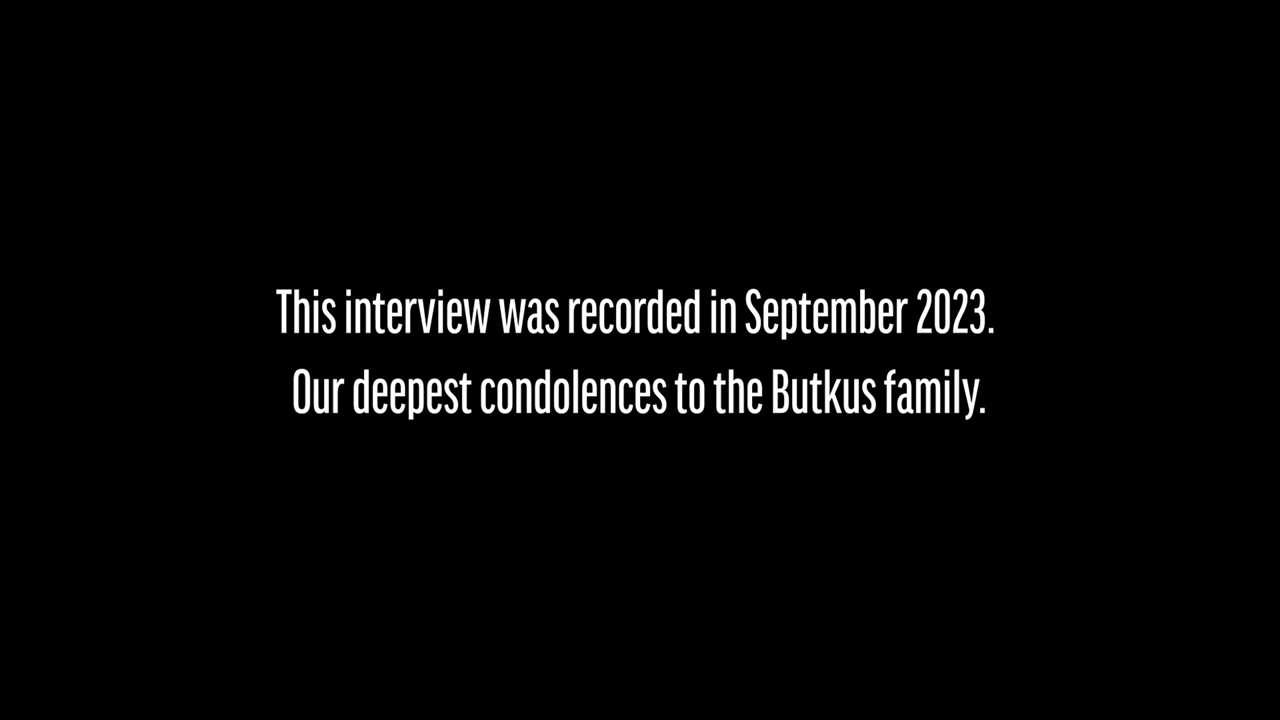 This interview was recorded in September 2023.
Our deepest condolences to the Butkus family.